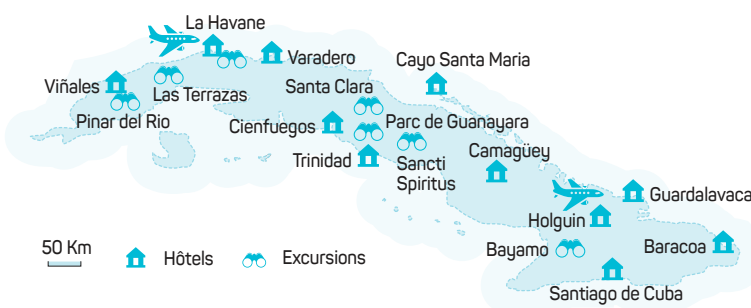 La Havane
Varadero
Cayo Santa Maria
Viñales
Las Terrazas
Santa Clara
Pinar del Rio
Cienfuegos
Parc de Guanayara
Trinidad
Sancti
Spiritus
Camagüey
Guardalavaca
Holguin
Bayamo
Baracoa
50 Km
Hôtels
Excursions
Santiago de Cuba